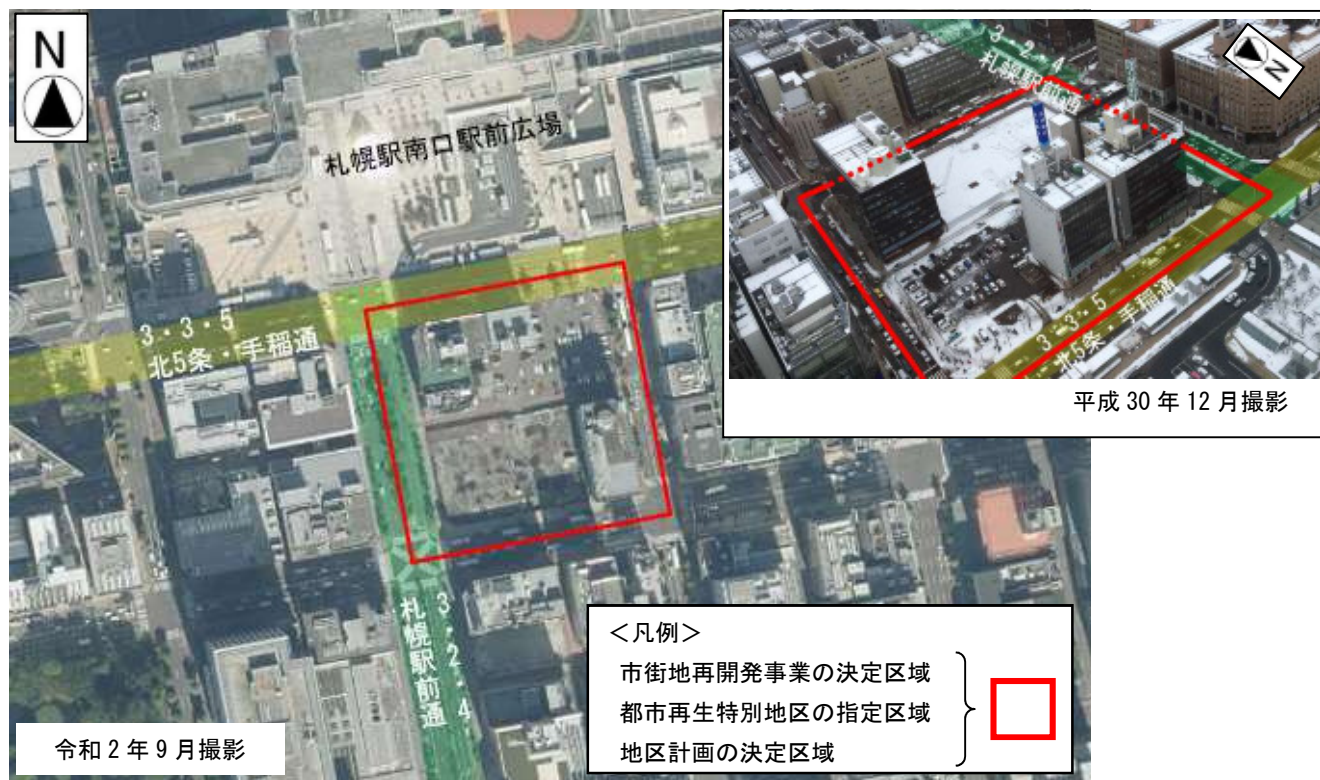 N
札幌駅南口駅前広場
3・3・5
北5条・手稲通
3・2・4
札幌駅前通
令和2年9月撮影
3・2・4
札幌駅前通
N
3・3・5
北5条・手稲通
平成30年12月撮影
＜凡例＞
市街地再開発事業の決定区域
都市再生特別地区の指定区域
地区計画の決定区域